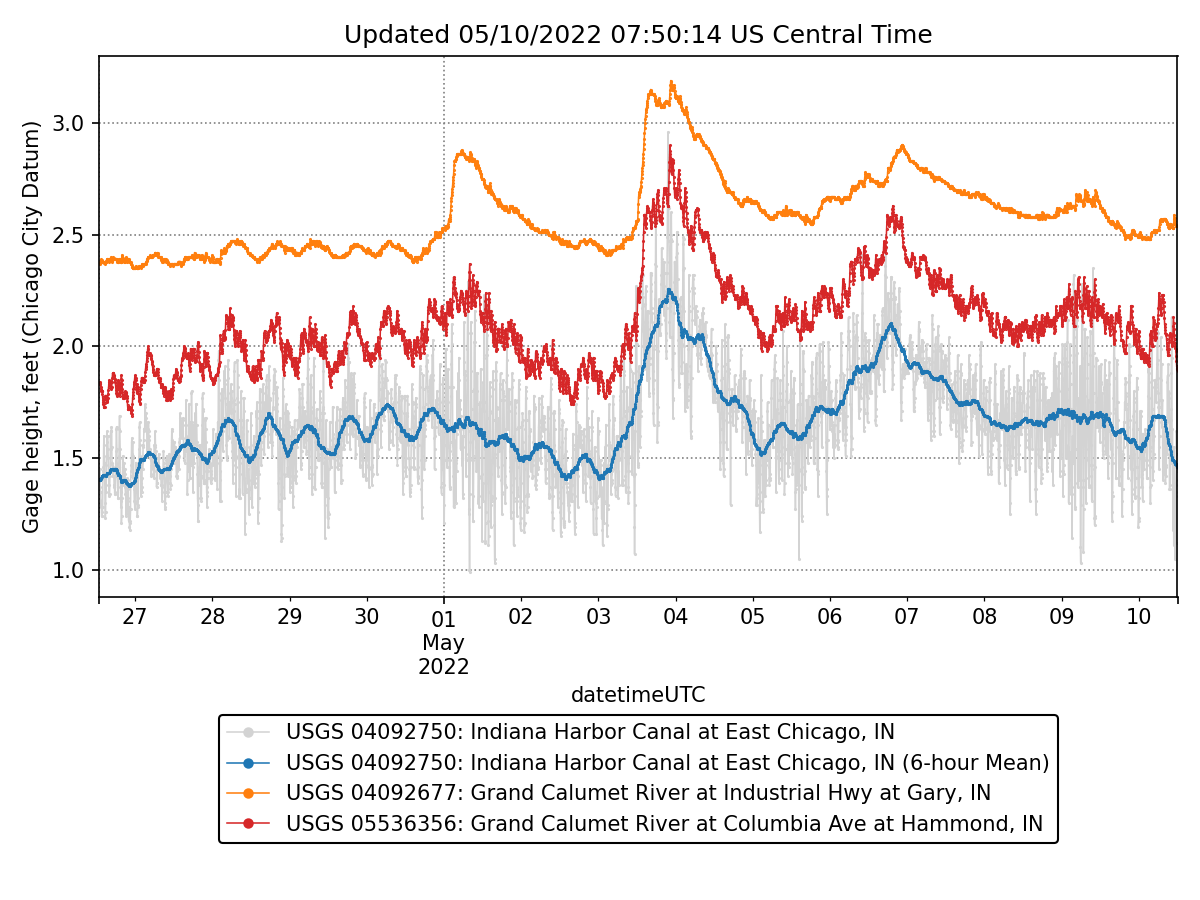 Updated 05/10/2022 07:50:14 US Central Time
Gage height, feet (Chicago City Datum)
3.0
2.5
2.0
1.5
1.0
27 28 29 30 01 02 03 04 05 06 07 08 09 10
May
2022
datetimeUTC
USGS 04092750: Indiana Harbor Canal at East Chicago, IN
USGS 04092750: Indiana Harbor Canal at East Chicago, IN (6-hour Mean)
USGS 04092677: Grand Calumet River at Industrial Hwy at Gary, IN
USGS 05536356: Grand Calumet River at Columbia Ave at Hammond, IN